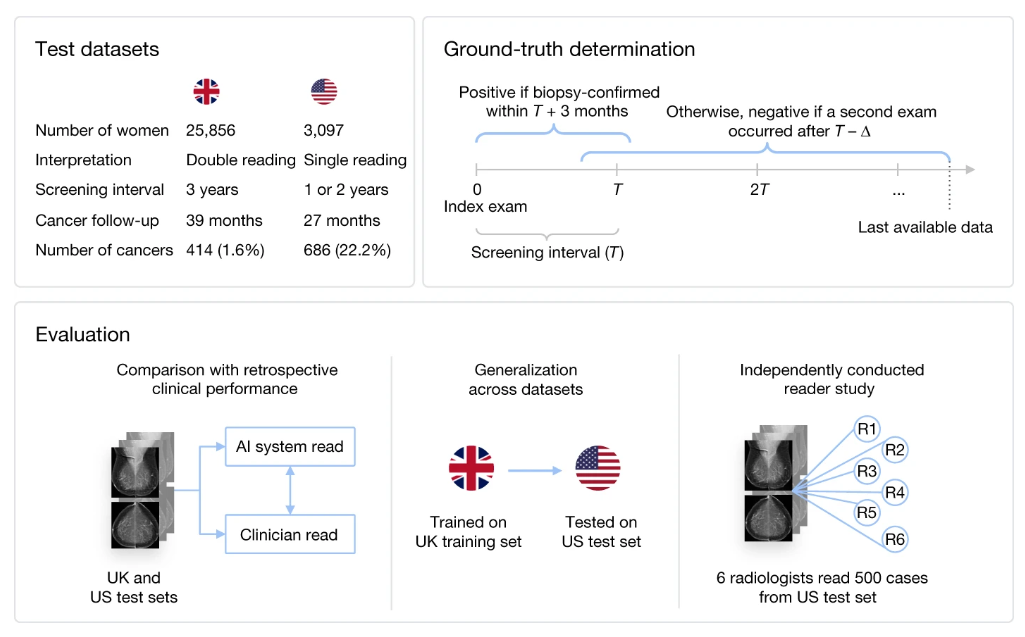 Test datasets
Number of women 25,856 3,097
Interpretation Double reading Single reading
Screening interval 3 years 1 or 2 years
Cancer follow-up 39 months 27 months
Number of cancers 414 (1.6%) 686 (22.2%)
Ground-truth determination
Positive if biopsy-confirmed
within T + 3 months
Otherwise, negative if a second exam
occurred after T – Δ
0 T 2T ...
Index exam
Last available data
Screening interval (T)
Evaluation
Comparison with retrospective
clinical performance
AI system read
Clinician read
UK and
US test sets
Generalization
across datasets
Trained on
UK training set
Tested on
US test set
Independently conducted
reader study
R1
R2
R3
R4
R5
R6
6 radiologists read 500 cases
from US test set